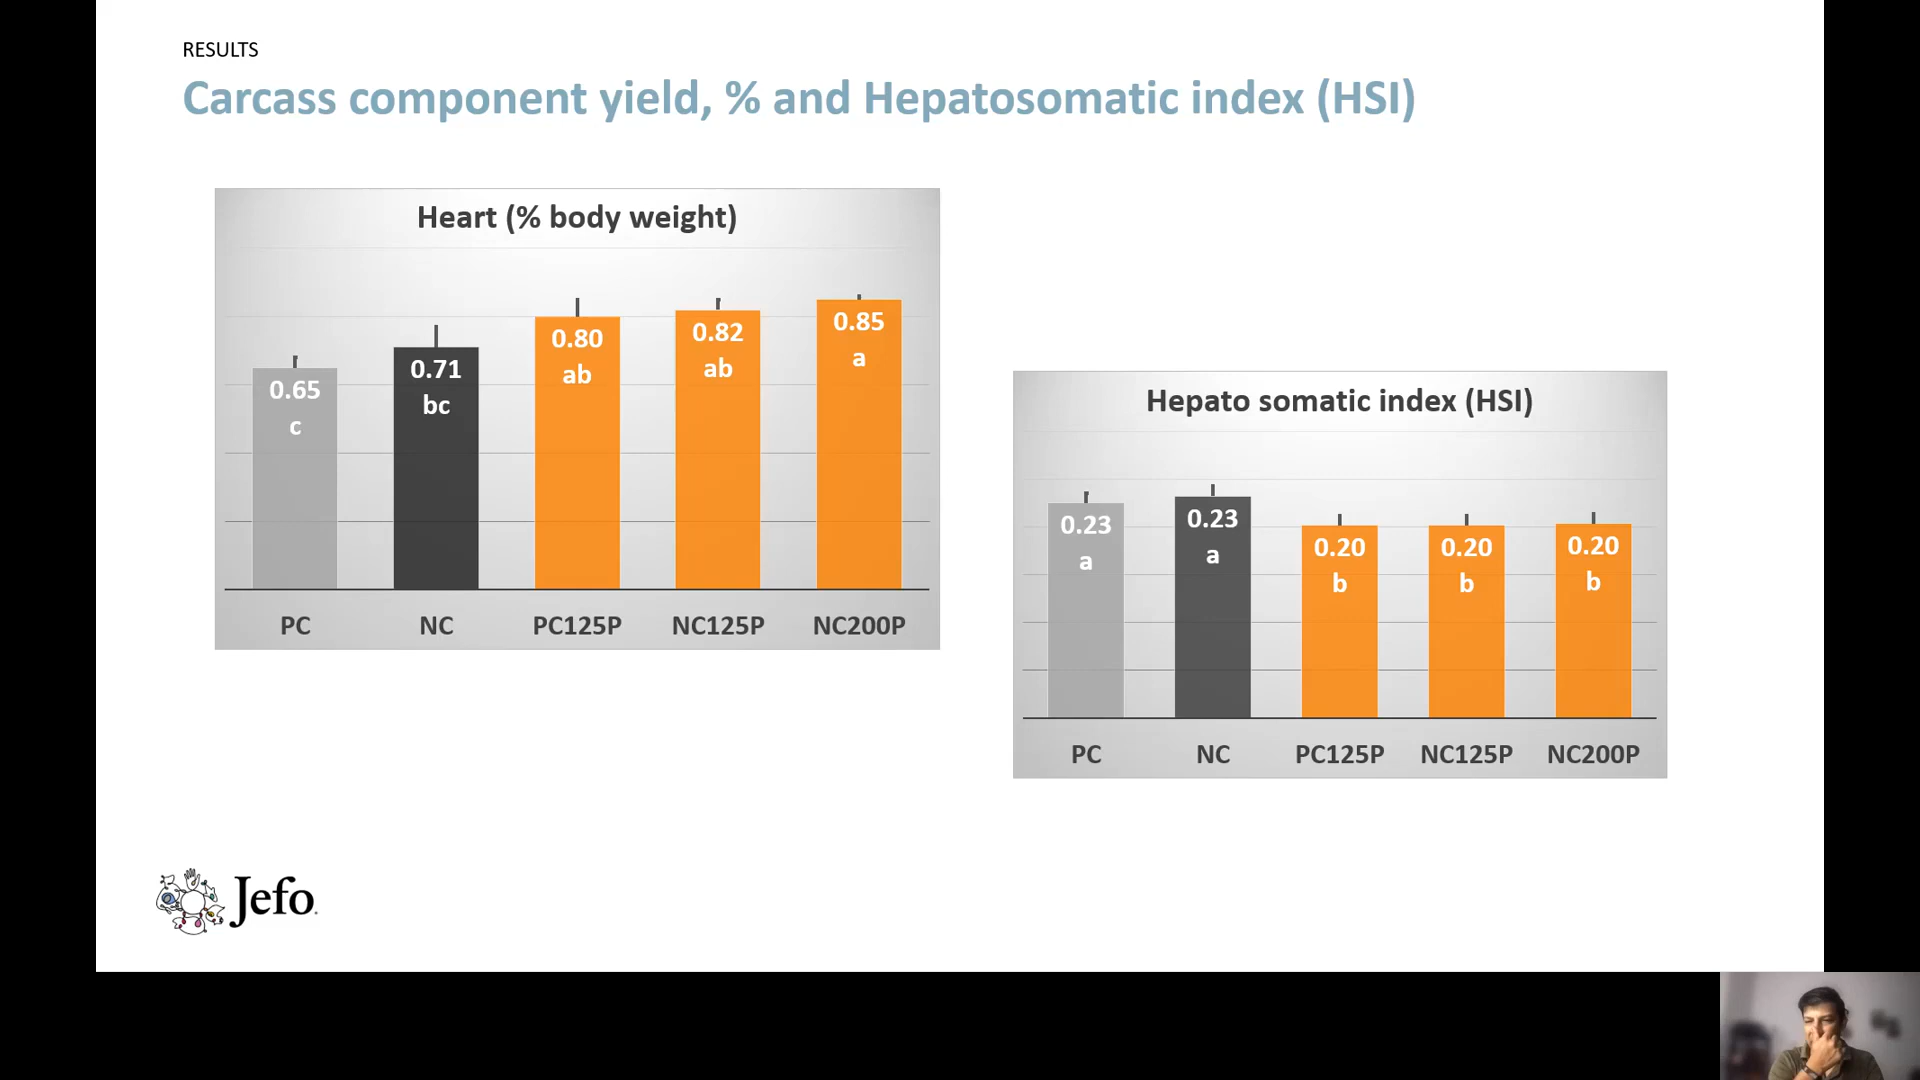 RESULTS
Carcass component yield, % and Hepatosomatic index (HSI)
Heart (% body weight)
0.65 0.71 0.80 0.82 0.85
c bc ab ab a
PC NC PC125P NC125P NC200P
Hepato somatic index (HSI)
0.23 0.23 0.20 0.20 0.20
a a b b b
PC NC PC125P NC125P NC200P
Jefo